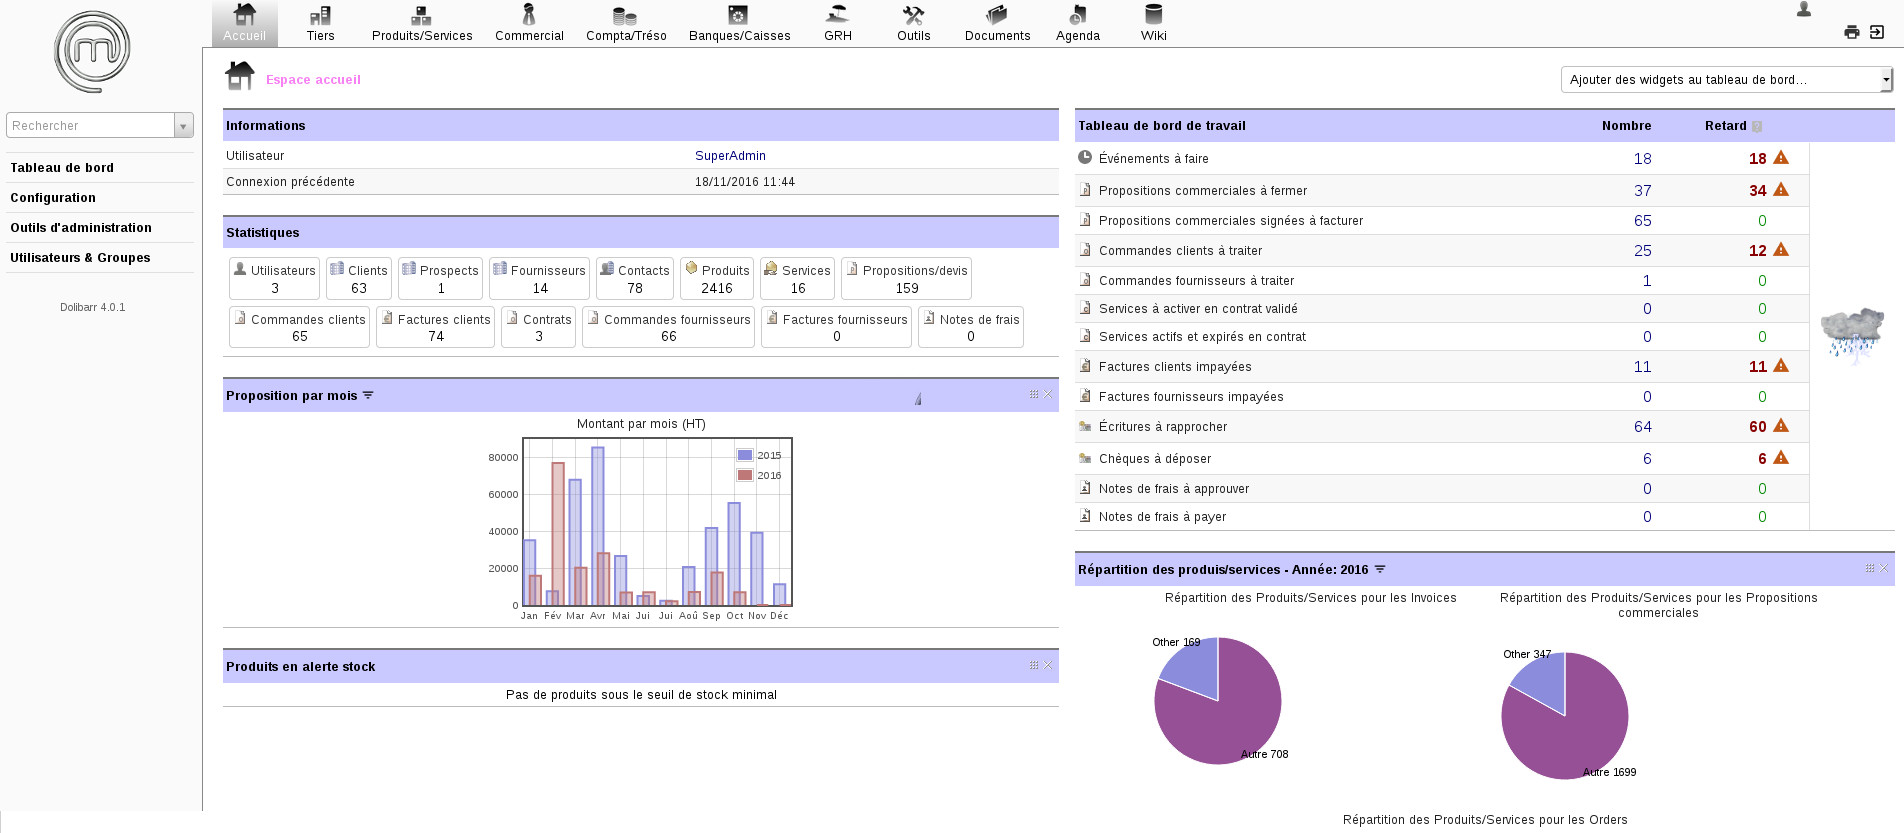 Accueil
Tiers
Produits/Services
Commercial
Compta/Tréso
Banques/Caisses
GRH
Outils
Documents
Agenda
Wiki
Rechercher
Tableau de bord
Configuration
Outils d'administration
Utilisateurs & Groupes
Dolibarr 4.0.1
Espace accueil
Ajouter des widgets au tableau de bord...
Informations
Utilisateur SuperAdmin
Connexion précédente 18/11/2016 11:44
Statistiques
Utilisateurs
3
Clients
63
Prospects
1
Fournisseurs
14
Contacts
78
Produits
2416
Services
16
Propositions/devis
159
Commandes clients
65
Factures clients
74
Contrats
3
Commandes fournisseurs
66
Factures fournisseurs
0
Notes de frais
0
Proposition par mois
Montant par mois (HT)
80000
60000
40000
20000
0
2015
2016
Jan Fév Mar Avr Mai Jui Jui Aoû Sep Oct Nov Déc
Produits en alerte stock
Pas de produits sous le seuil de stock minimal
Tableau de bord de travail Nombre Retard ?
Événements à faire 18 18
Propositions commerciales à fermer 37 34
Propositions commerciales signées à facturer 65 0
Commandes clients à traiter 25 12
Commandes fournisseurs à traiter 1 0
Services à activer en contrat validé 0 0
Services actifs et expirés en contrat 0 0
Factures clients impayées 11 11
Factures fournisseurs impayées 0 0
Écritures à rapprocher 64 60
Chèques à déposer 6 6
Notes de frais à approuver 0 0
Notes de frais à payer 0 0
Répartition des produis/services - Année: 2016
Répartition des Produits/Services pour les Invoices
Other 169
Autre 708
Répartition des Produits/Services pour les Propositions
commerciales
Other 347
Autre 1699
Répartition des Produits/Services pour les Orders